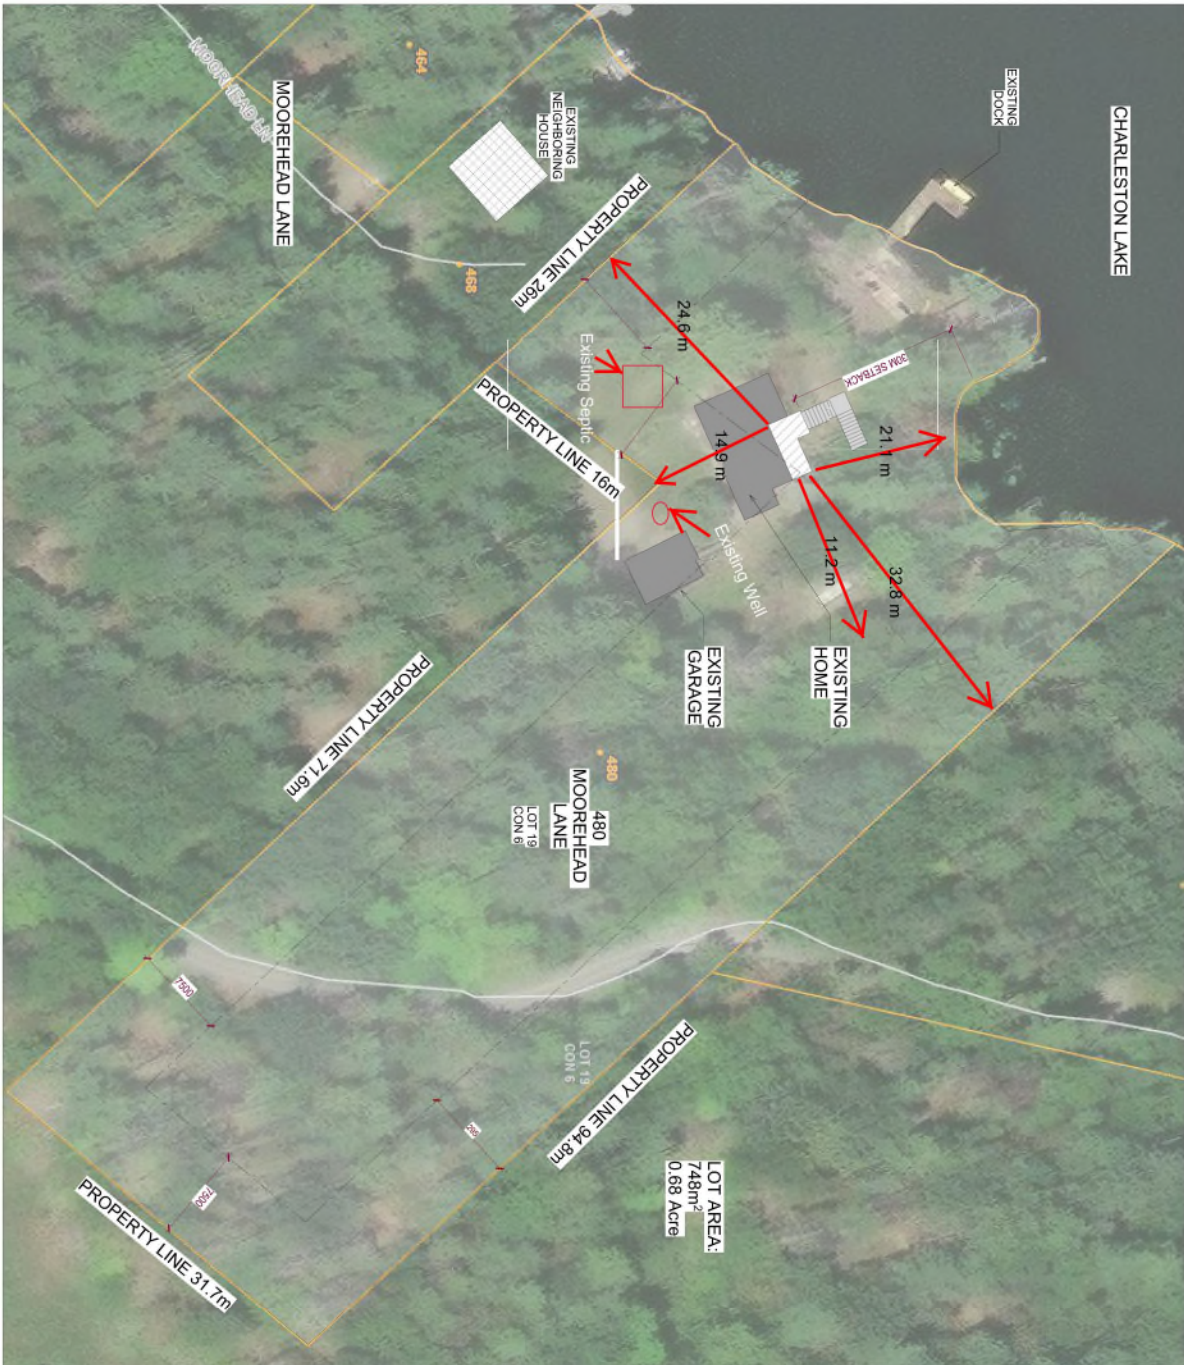 CHARLESTON LAKE
EXISTING
DOCK
464
MOORHEAD LN
MOOREHEAD LANE
EXISTING
NEIGHBORING
HOUSE
468
PROPERTY LINE 26m
24.6 m
30M SETBACK
21.1 m
14.9 m
Existing Septic
PROPERTY LINE 16m
Existing Well
11.2 m
32.8 m
EXISTING
HOME
EXISTING
GARAGE
PROPERTY LINE 71.6m
480
480
MOOREHEAD
LANE
LOT 19
CON 6
7500
LOT 19
CON 6
PROPERTY LINE 94.8m
7500
PROPERTY LINE 31.7m
LOT AREA:
748m²
0.68 Acre